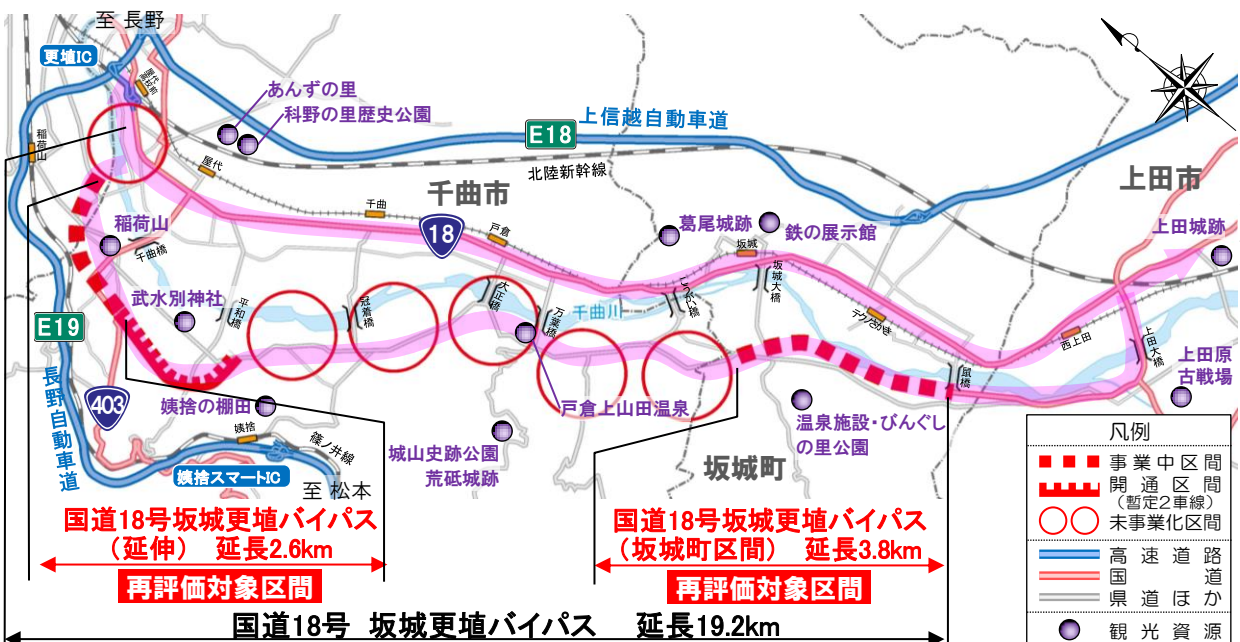 至 長野
更埴IC
屋代高校前
あんずの里
科野の里歴史公園
上信越自動車道
E18
稲荷山
屋代
北陸新幹線
千曲市
上田市
千曲
18
戸倉
葛尾城跡
鉄の展示館
坂城
上田城跡
稲荷山
千曲橋
武水別神社
平和橋
冠着橋
大正橋
万葉橋
千曲川
こうがい橋
坂城大橋
テクノさかき
西上田
上田大橋
鼠橋
E19
長野自動車道
403
姨捨の棚田
戸倉上山田温泉
温泉施設・びんぐし
の里公園
上田原
古戦場
姨捨
篠ノ井線
城山史跡公園
荒砥城跡
坂城町
姨捨スマートIC
至 松本
国道18号坂城更埴バイパス
(延伸) 延長2.6km
再評価対象区間
国道18号坂城更埴バイパス
(坂城町区間) 延長3.8km
再評価対象区間
国道18号 坂城更埴バイパス 延長19.2km
凡例
事業中区間
開通区間
(暫定2車線)
未事業化区間
高速道路
国道
県道ほか
観光資源